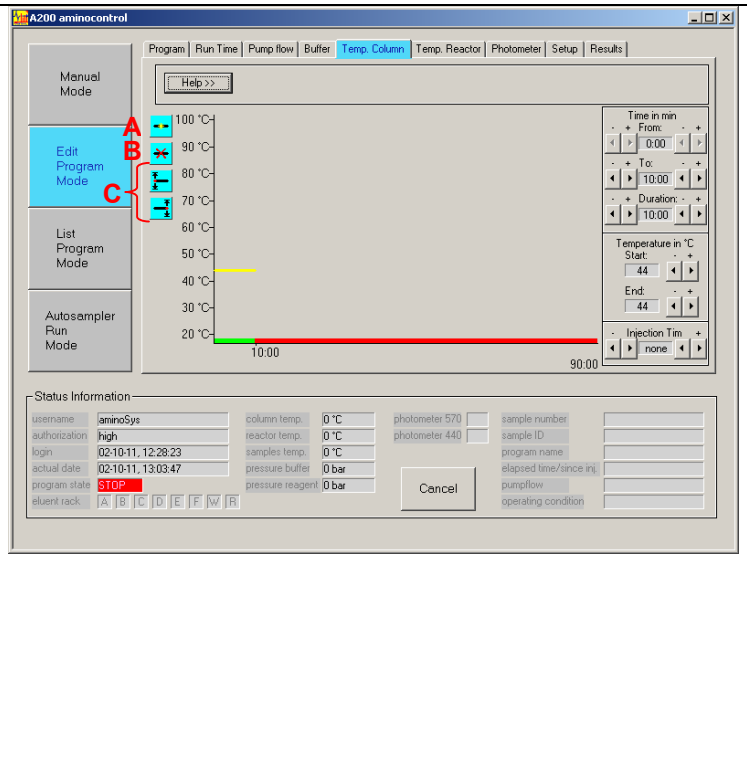 A200 aminocontrol
Program Run Time Pump flow Buffer Temp. Column Temp. Reactor Photometer Setup Results
Manual
Mode
Edit
Program
Mode
List
Program
Mode
Autosampler
Run
Mode
Help >>
A
B
C
100 °C
90 °C
80 °C
70 °C
60 °C
50 °C
40 °C
30 °C
20 °C
10:00
90:00
Time in min
- + From: - +
0:00
- + To: - +
10:00
- + Duration: - +
10:00
Temperature in °C
Start: - +
44
End: - +
44
- Injection Tim +
none
Status Information
username aminoSys
authorization high
login 02-10-11, 12:28:23
actual date 02-10-11, 13:03:47
program state STOP
eluent rack A B C D E F W R
column temp. 0 °C
reactor temp. 0 °C
samples temp. 0 °C
pressure buffer 0 bar
pressure reagent 0 bar
photometer 570
photometer 440
Cancel
sample number
sample ID
program name
elapsed time/since inj.
pumpflow
operating condition